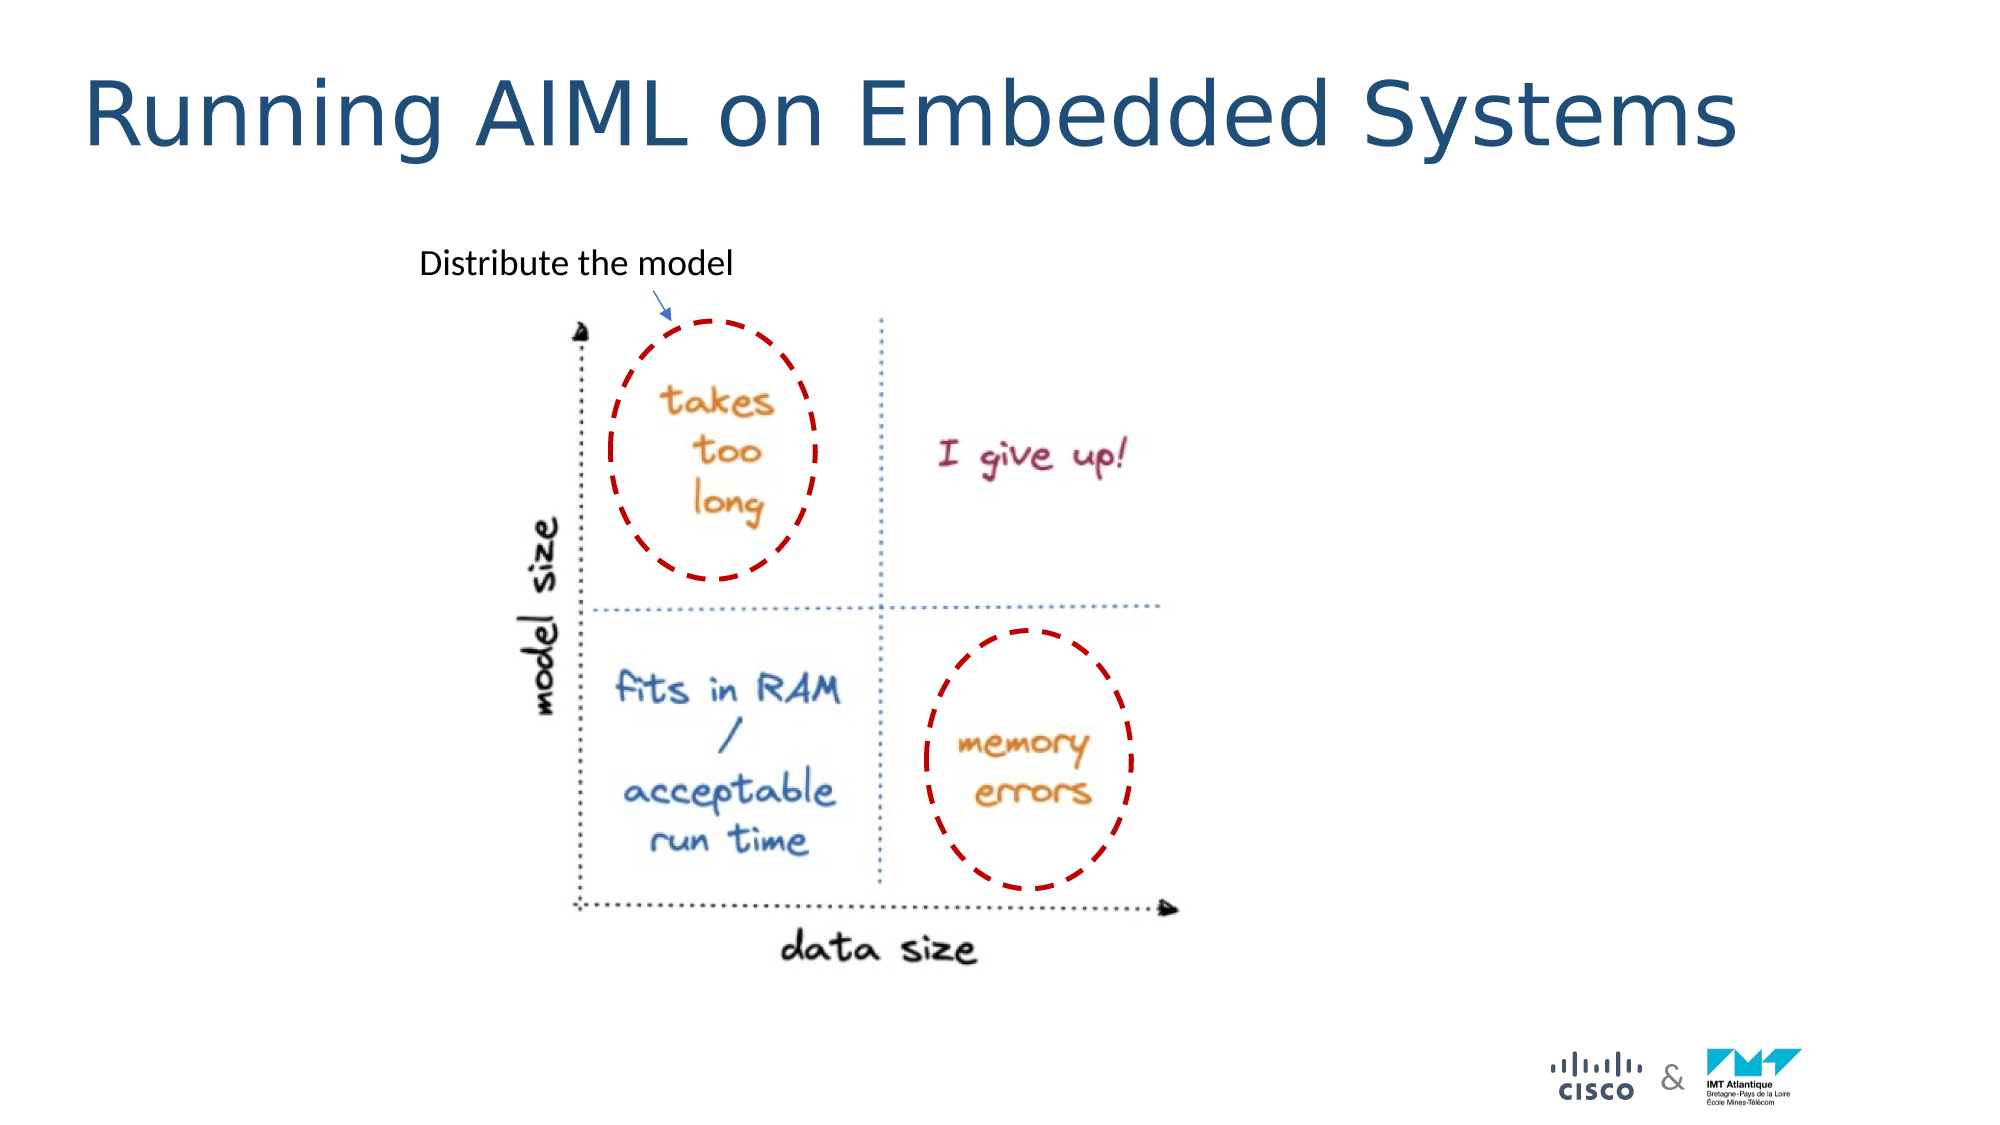 Running AIML on Embedded Systems
Distribute the model
takes
too
long
I give up!
model size
fits in RAM
/
acceptable
run time
memory
errors
data size
CISCO
&
IMT Atlantique
Bretagne-Pays de la Loire
École Mines-Télécom